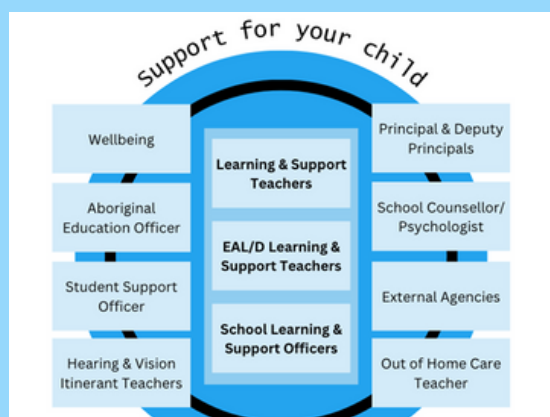 Support for your child
Wellbeing
Aboriginal
Education Officer
Student Support
Officer
Hearing & Vision
Itinerant Teachers
Learning & Support
Teachers
EAL/D Learning &
Support Teachers
School Learning &
Support Officers
Principal & Deputy
Principals
School Counsellor/
Psychologist
External Agencies
Out of Home Care
Teacher